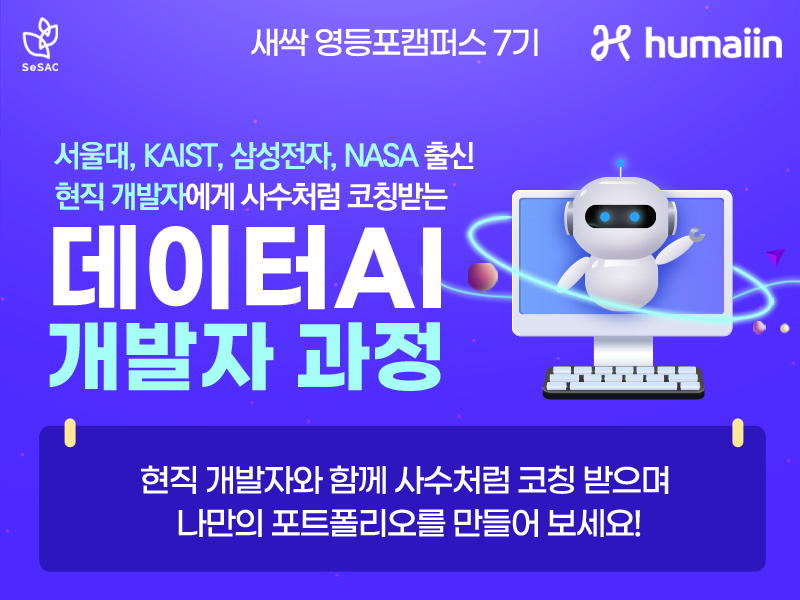 SeSAC
새싹 영등포캠퍼스 7기
humaiin
서울대, KAIST, 삼성전자, NASA 출신
현직 개발자에게 사수처럼 코칭받는
데이터AI
개발자 과정
현직 개발자와 함께 사수처럼 코칭 받으며
나만의 포트폴리오를 만들어 보세요!